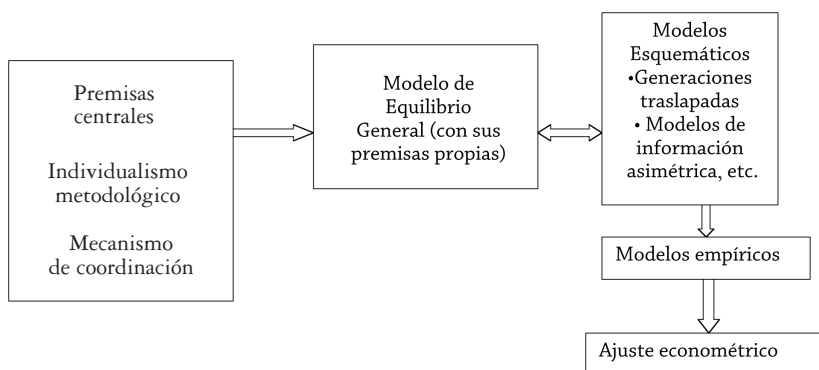 Premisas
centrales
Individualismo
metodológico
Mecanismo
de coordinación
Modelo de
Equilibrio
General (con sus
premisas propias)
Modelos
Esquemáticos
•Generaciones
traslapadas
• Modelos de
información
asimétrica, etc.
Modelos empíricos
Ajuste econométrico